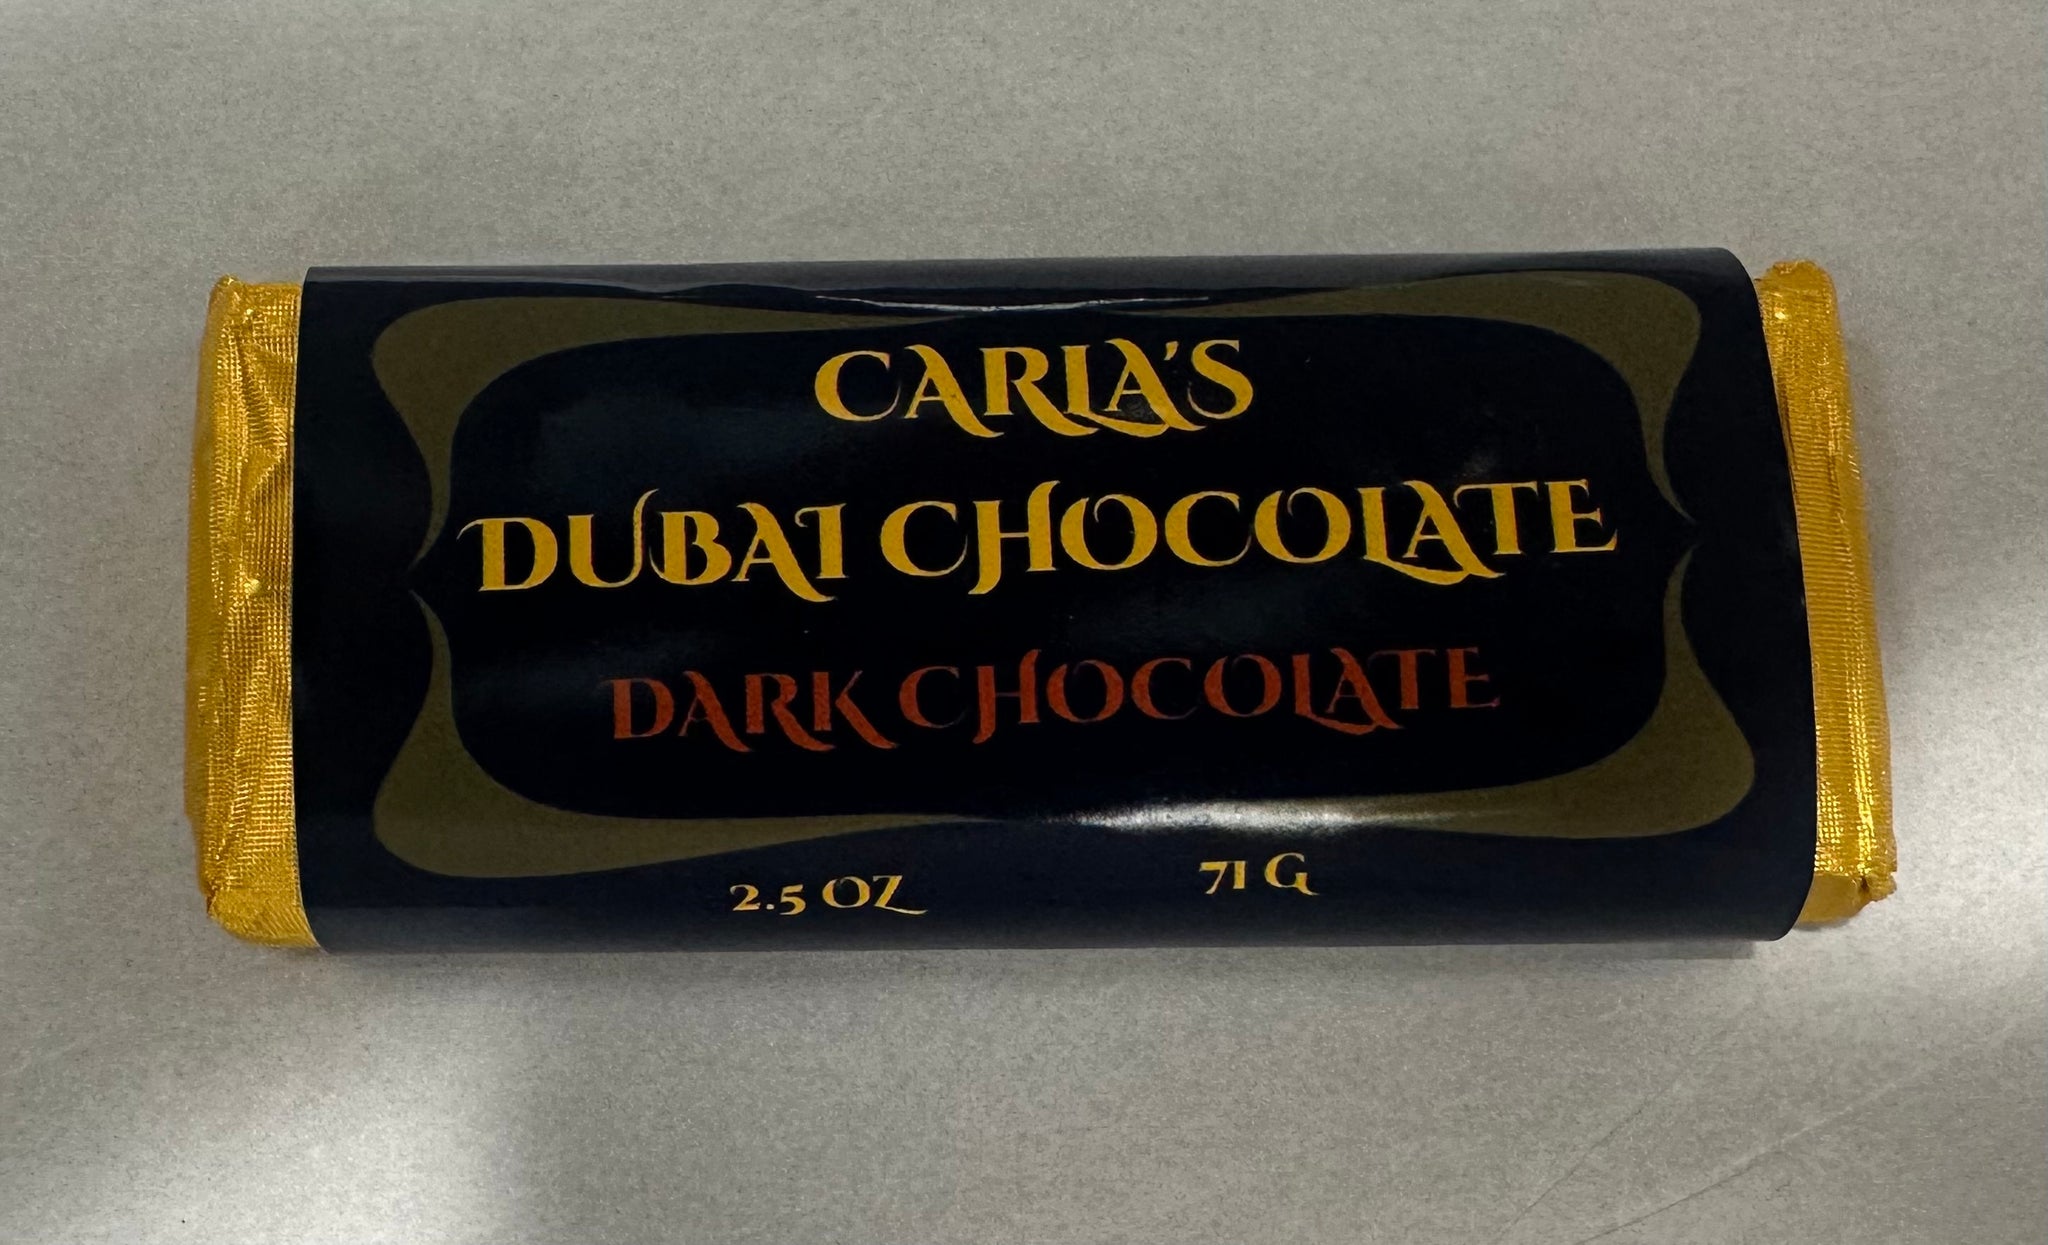 CARLA'S
DUBAI CHOCOLATE
DARK CHOCOLATE
2.5 OZ 71 G